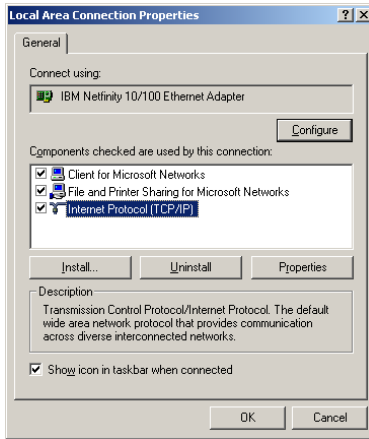 Local Area Connection Properties
General
Connect using:
IBM Netfinity 10/100 Ethernet Adapter
Configure
Components checked are used by this connection:
Client for Microsoft Networks
File and Printer Sharing for Microsoft Networks
Internet Protocol (TCP/IP)
Install... Uninstall Properties
Description
Transmission Control Protocol/Internet Protocol. The default
wide area network protocol that provides communication
across diverse interconnected networks.
Show icon in taskbar when connected
OK Cancel